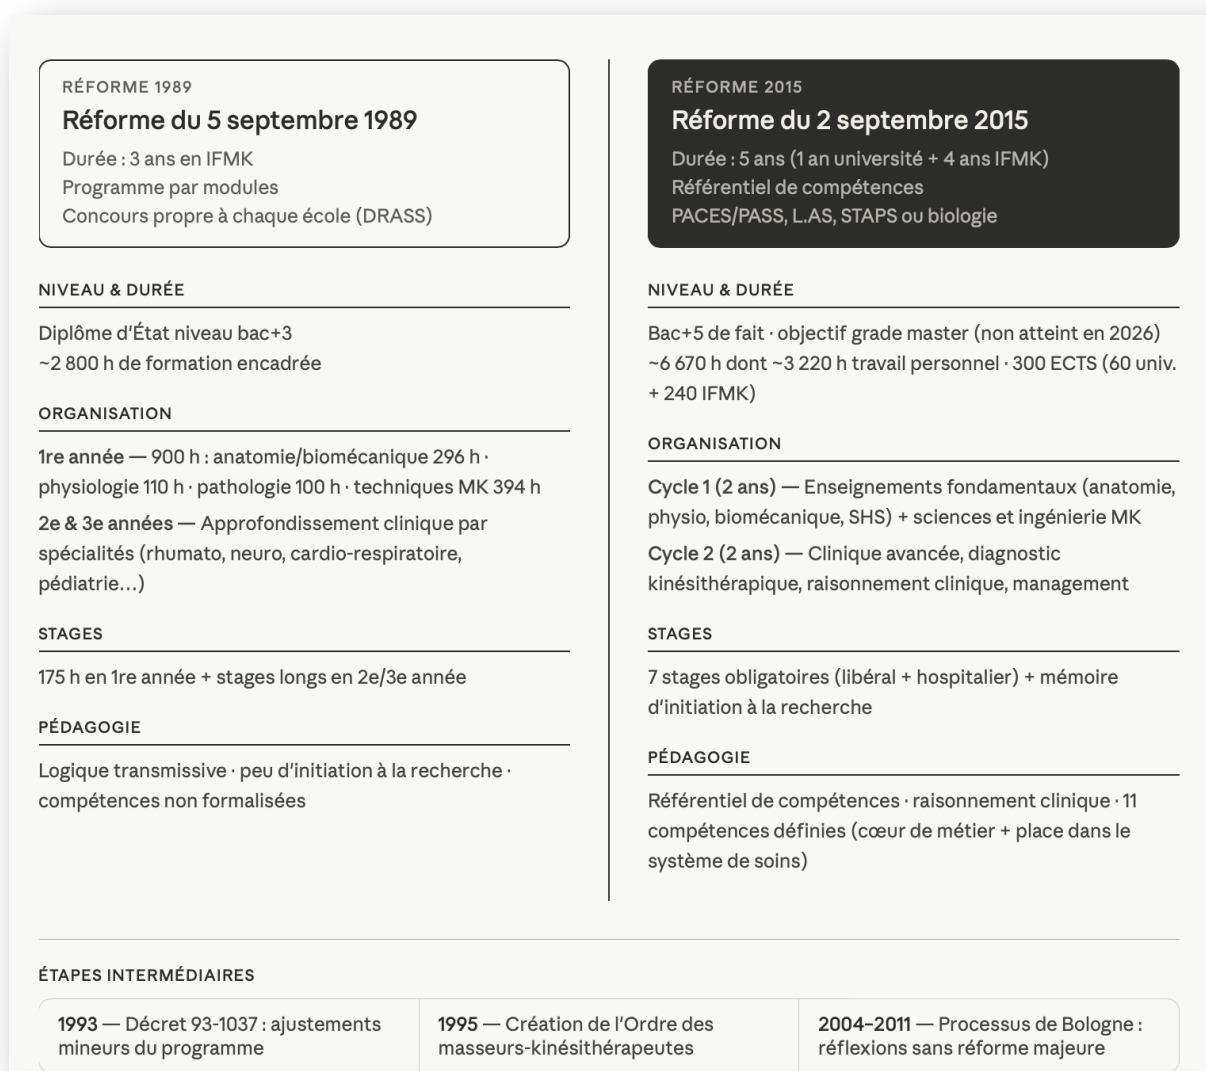 RÉFORME 1989
Réforme du 5 septembre 1989
Durée : 3 ans en IFMK
Programme par modules
Concours propre à chaque école (DRASS)
NIVEAU & DURÉE
Diplôme d'État niveau bac+3
~2 800 h de formation encadrée
ORGANISATION
1re année — 900 h : anatomie/biomécanique 296 h ·
physiologie 110 h · pathologie 100 h · techniques MK 394 h
2e & 3e années — Approfondissement clinique par
spécialités (rhumato, neuro, cardio-respiratoire,
pédiatrie…)
STAGES
175 h en 1re année + stages longs en 2e/3e année
PÉDAGOGIE
Logique transmissive · peu d'initiation à la recherche ·
compétences non formalisées
RÉFORME 2015
Réforme du 2 septembre 2015
Durée : 5 ans (1 an université + 4 ans IFMK)
Référentiel de compétences
PACES/PASS, L.AS, STAPS ou biologie
NIVEAU & DURÉE
Bac+5 de fait · objectif grade master (non atteint en 2026)
~6 670 h dont ~3 220 h travail personnel · 300 ECTS (60 univ.
+ 240 IFMK)
ORGANISATION
Cycle 1 (2 ans) — Enseignements fondamentaux (anatomie,
physio, biomécanique, SHS) + sciences et ingénierie MK
Cycle 2 (2 ans) — Clinique avancée, diagnostic
kinésithérapique, raisonnement clinique, management
STAGES
7 stages obligatoires (libéral + hospitalier) + mémoire
d'initiation à la recherche
PÉDAGOGIE
Référentiel de compétences · raisonnement clinique · 11
compétences définies (cœur de métier + place dans le
système de soins)
ÉTAPES INTERMÉDIAIRES
1993 — Décret 93-1037 : ajustements
mineurs du programme
1995 — Création de l'Ordre des
masseurs-kinésithérapeutes
2004–2011 — Processus de Bologne :
réflexions sans réforme majeure